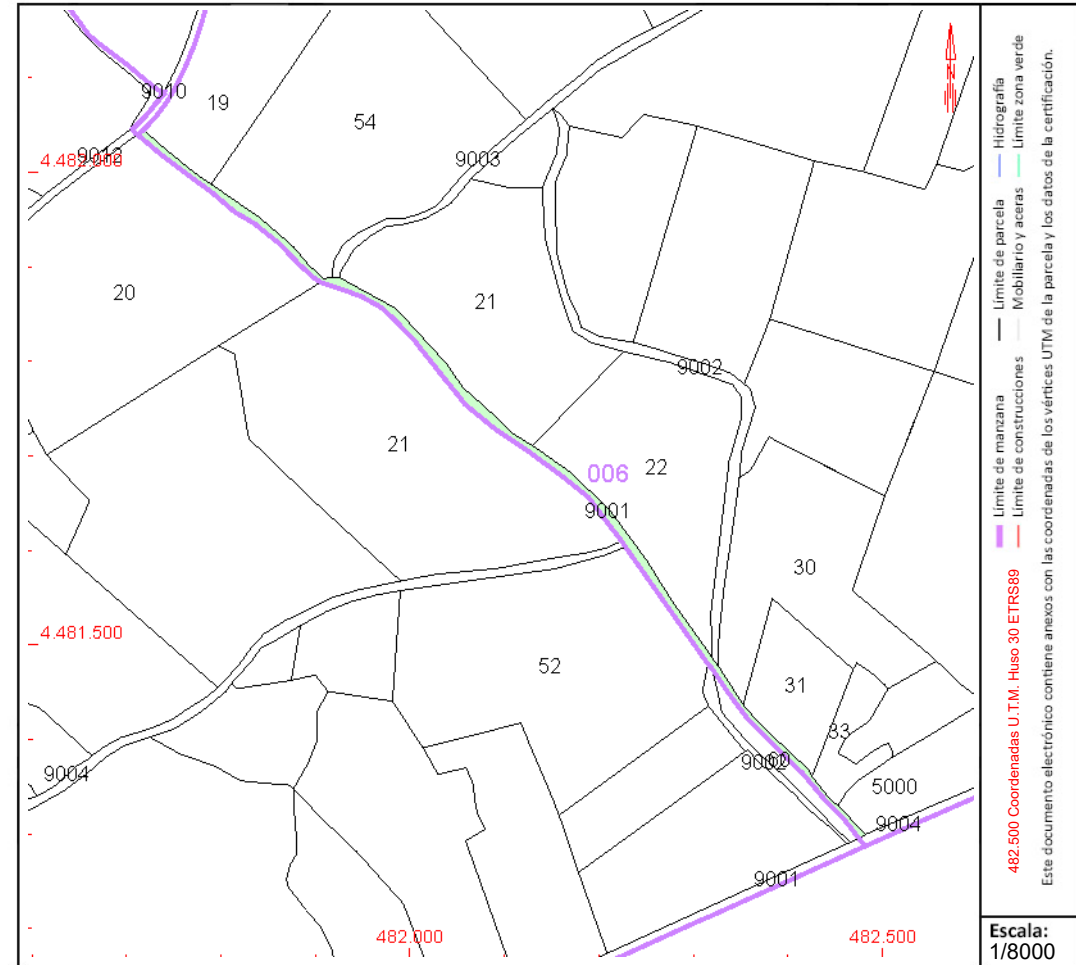 9010
19
54
9003
9012
4.482.000
20
21
9002
21
006
22
9001
30
4.481.500
52
31
33
9004
9002
5000
9004
9001
482.000
482.500
N
Límite de manzana
Límite de parcela
Hidrografía
Límite de construcciones
Mobiliario y aceras
Límite zona verde
482.500 Coordenadas U.T.M. Huso 30 ETRS89
Este documento electrónico contiene anexos con las coordenadas de los vértices UTM de la parcela y los datos de la certificación.
Escala:
1/8000